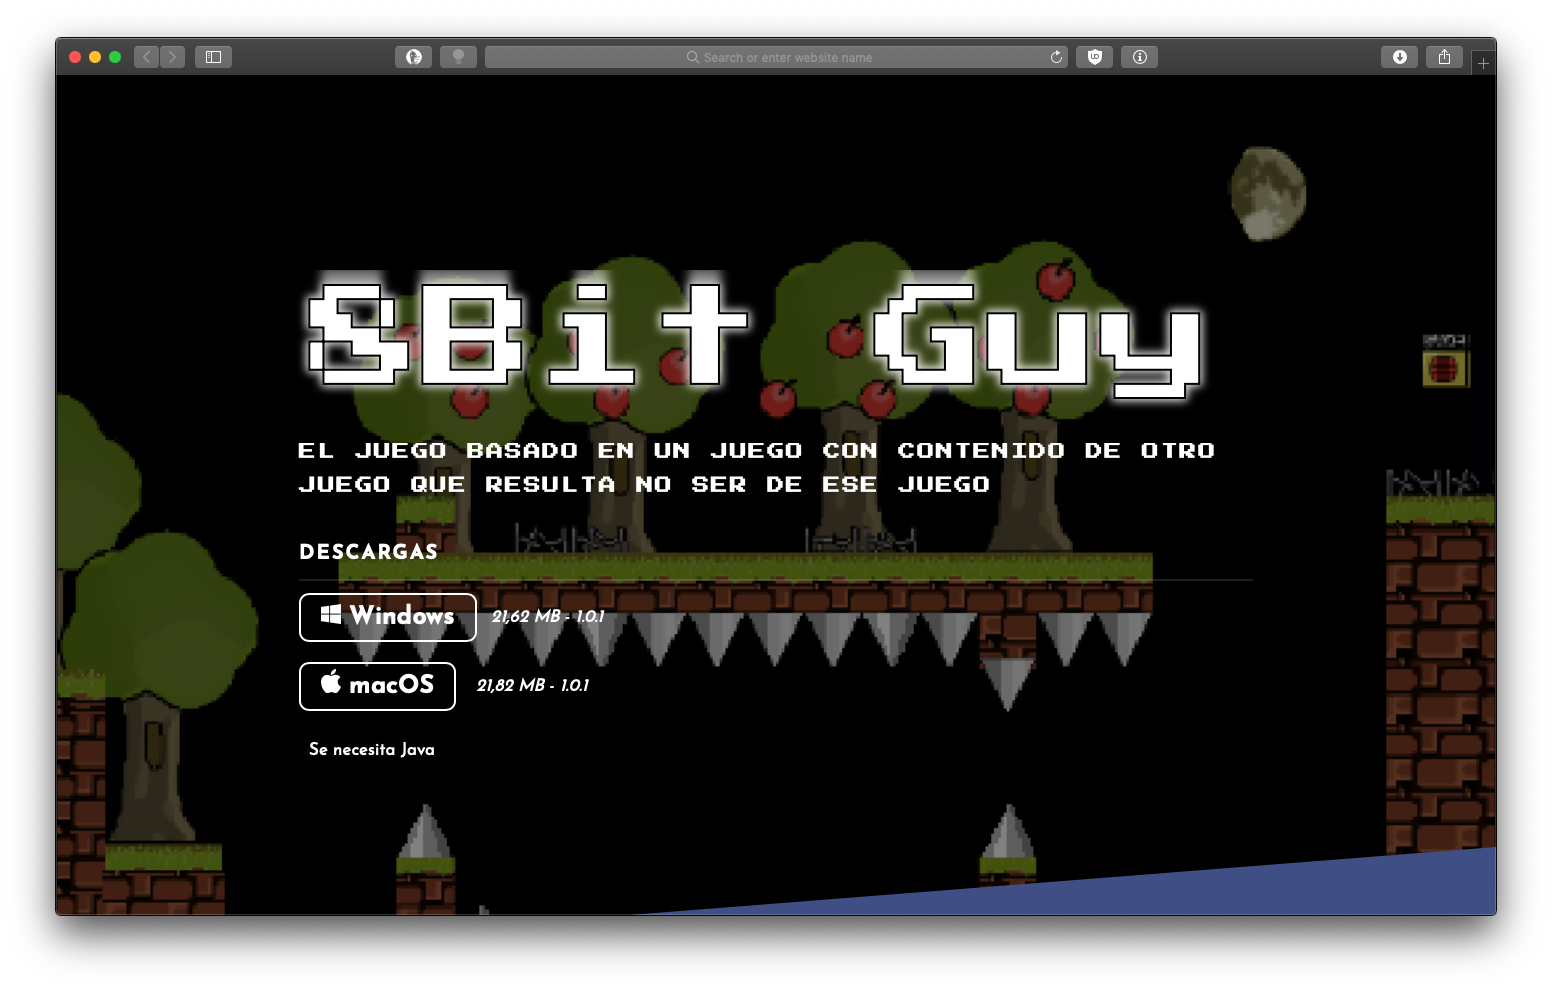 Search or enter website name
8Bit Guy
EL JUEGO BASADO EN UN JUEGO CON CONTENIDO DE OTRO
JUEGO QUE RESULTA NO SER DE ESE JUEGO
DESCARGAS
Windows 21,62 MB - 1.0.1
macOS 21,82 MB - 1.0.1
Se necesita Java